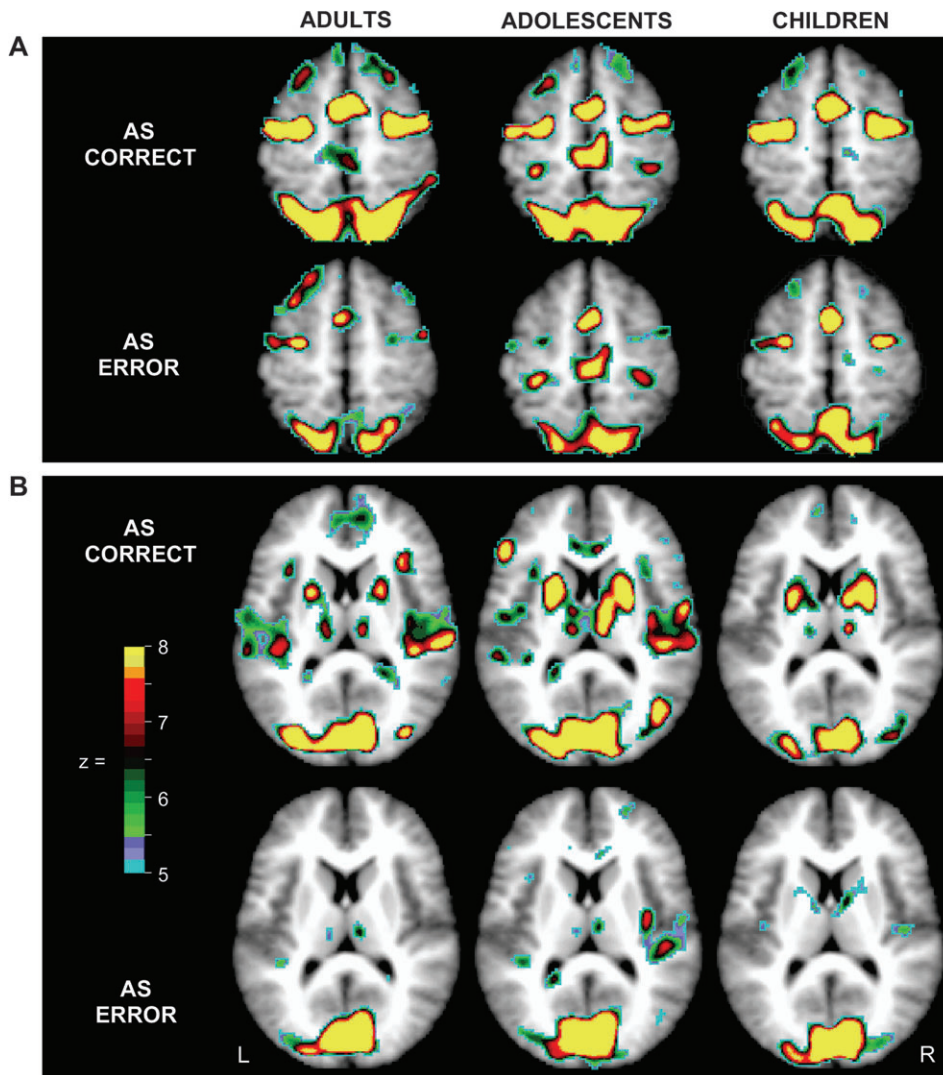 ADULTS ADOLESCENTS CHILDREN
A
AS
CORRECT
AS
ERROR
B
AS
CORRECT
8
7
z =
6
5
AS
ERROR
L R